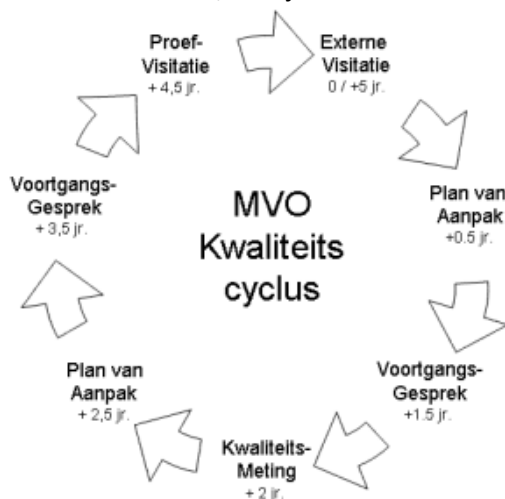 Proef-
Visitatie
+ 4,5 jr.
Externe
Visitatie
0 / +5 jr.
Plan van
Aanpak
+0.5 jr.
Voortgangs-
Gesprek
+1.5 jr.
Kwaliteits-
Meting
+ 2 jr.
Plan van
Aanpak
+ 2,5 jr.
Voortgangs-
Gesprek
+ 3,5 jr.
MVO
Kwaliteits
cyclus